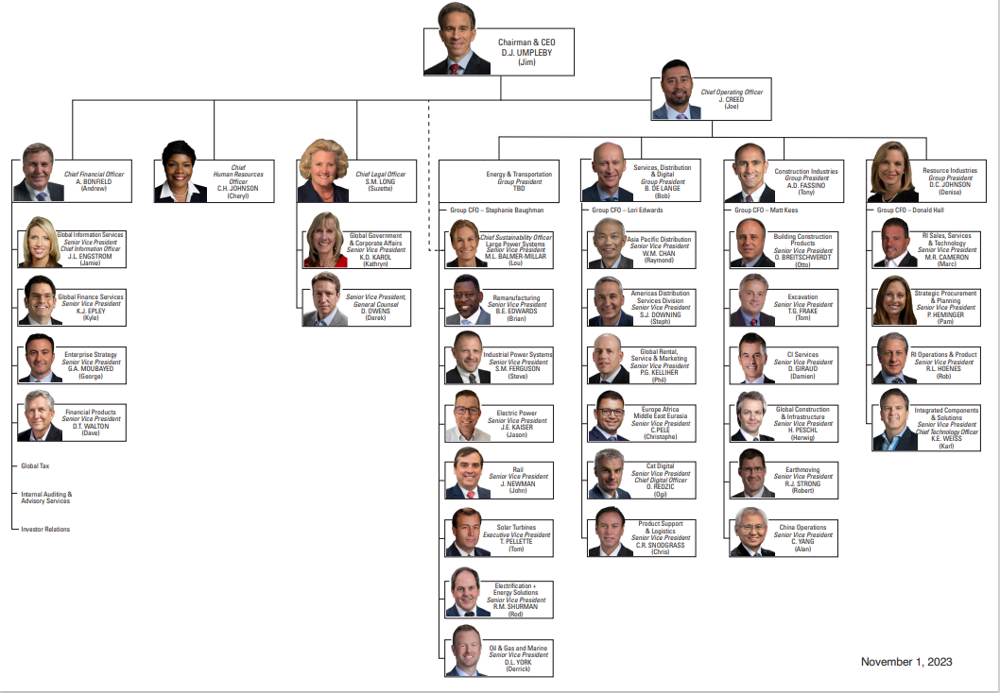 Chairman & CEO
D.J. UMPLEBY
(Jim)
Chief Operating Officer
J. CREED
(Joe)
Chief Financial Officer
A. BONFIELD
(Andrew)
Chief
Human Resources
Officer
C.H. JOHNSON
(Cheryl)
Chief Legal Officer
S.M. LONG
(Suzette)
Energy & Transportation
Group President
TBD
Services, Distribution
& Digital
Group President
B. DE LANGE
(Bob)
Construction Industries
Group President
A.D. FASSINO
(Tony)
Resource Industries
Group President
D.C. JOHNSON
(Denise)
Global Information Services
Senior Vice President
Chief Information Officer
J.L. ENGSTROM
(Jamie)
Global Finance Services
Senior Vice President
K.J. EPLEY
(Kyle)
Enterprise Strategy
Senior Vice President
G.A. MOUBAYED
(George)
Financial Products
Senior Vice President
D.T. WALTON
(Dave)
Global Tax
Internal Auditing &
Advisory Services
Investor Relations
Global Government
& Corporate Affairs
Senior Vice President
K.D. KAROL
(Kathryn)
Senior Vice President,
General Counsel
D. OWENS
(Derek)
Group CFO – Stephanie Baughman
Chief Sustainability Officer
Large Power Systems
Senior Vice President
M.L. BALMER-MILLAR
(Lou)
Remanufacturing
Senior Vice President
B.E. EDWARDS
(Brian)
Industrial Power Systems
Senior Vice President
S.M. FERGUSON
(Steve)
Electric Power
Senior Vice President
J.E. KAISER
(Jason)
Rail
Senior Vice President
J. NEWMAN
(John)
Solar Turbines
Executive Vice President
T. PELLETTE
(Tom)
Electrification +
Energy Solutions
Senior Vice President
R.M. SHURMAN
(Rod)
Oil & Gas and Marine
Senior Vice President
D.L. YORK
(Derrick)
Group CFO – Lori Edwards
Asia Pacific Distribution
Senior Vice President
W.M. CHAN
(Raymond)
Americas Distribution
Services Division
Senior Vice President
S.J. DOWNING
(Steph)
Global Rental,
Service & Marketing
Senior Vice President
P.G. KELLIHER
(Phil)
Europe Africa
Middle East Eurasia
Senior Vice President
C.PELÉ
(Christophe)
Cat Digital
Senior Vice President
Chief Digital Officer
O. REDZIC
(Ogi)
Product Support
& Logistics
Senior Vice President
C.R. SNODGRASS
(Chris)
Group CFO – Matt Kees
Building Construction
Products
Senior Vice President
O. BREITSCHWERDT
(Otto)
Excavation
Senior Vice President
T.G. FRAKE
(Tom)
CI Services
Senior Vice President
D. GIRAUD
(Damien)
Global Construction
& Infrastructure
Senior Vice President
H. PESCHL
(Herwig)
Earthmoving
Senior Vice President
R.J. STRONG
(Robert)
China Operations
Senior Vice President
C. YANG
(Alan)
Group CFO – Donald Hall
RI Sales, Services
& Technology
Senior Vice President
M.R. CAMERON
(Marc)
Strategic Procurement
& Planning
Senior Vice President
P. HEMINGER
(Pam)
RI Operations & Product
Senior Vice President
R.L. HOENES
(Rob)
Integrated Components
& Solutions
Senior Vice President
Chief Technology Officer
K.E. WEISS
(Karl)
November 1, 2023